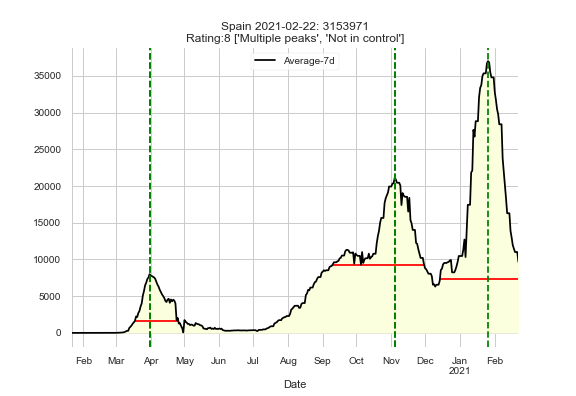 Spain 2021-02-22: 3153971
Rating:8 ['Multiple peaks', 'Not in control']
Average-7d
35000
30000
25000
20000
15000
10000
5000
0
Feb Mar Apr May Jun Jul Aug Sep Oct Nov Dec Jan Feb
2021
Date